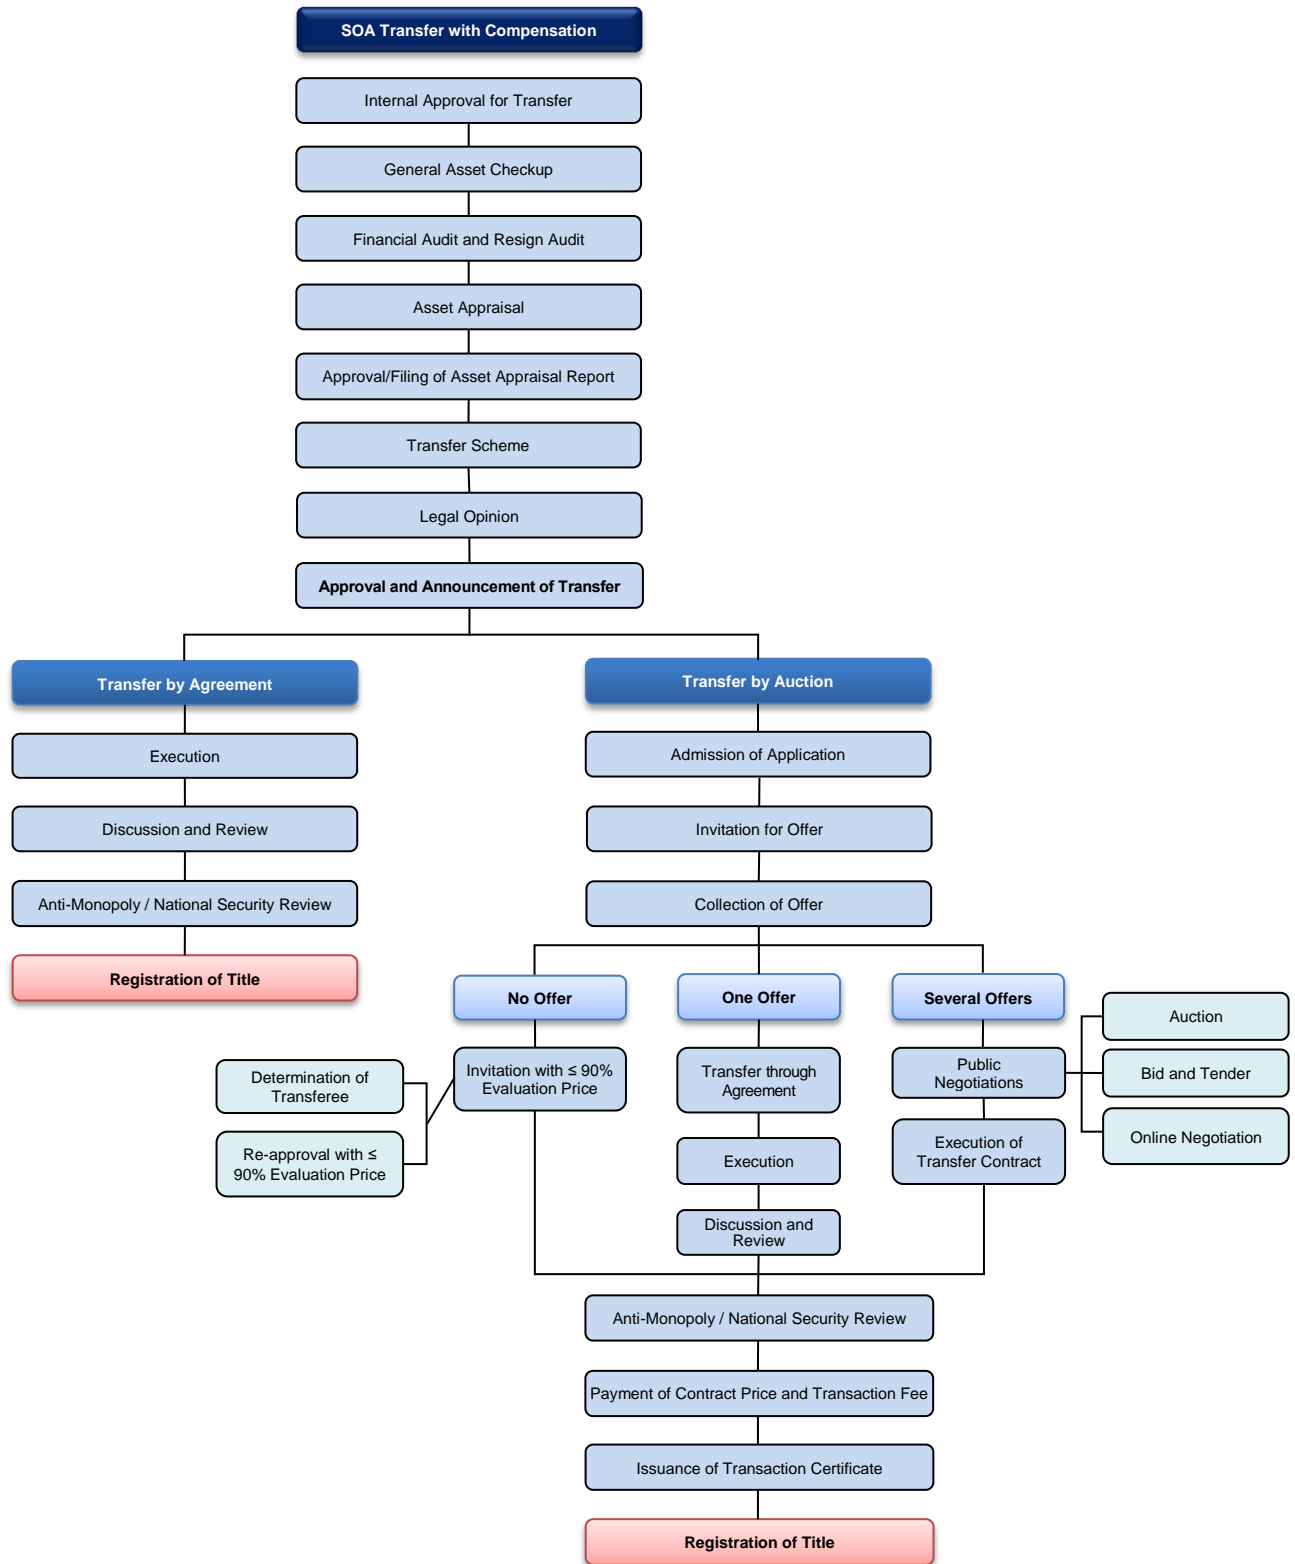 SOA Transfer with Compensation
Internal Approval for Transfer
General Asset Checkup
Financial Audit and Resign Audit
Asset Appraisal
Approval/Filing of Asset Appraisal Report
Transfer Scheme
Legal Opinion
Approval and Announcement of Transfer
Transfer by Agreement
Execution
Discussion and Review
Anti-Monopoly / National Security Review
Registration of Title
Transfer by Auction
Admission of Application
Invitation for Offer
Collection of Offer
No Offer
Invitation with ≤ 90%
Evaluation Price
Determination of
Transferee
Re-approval with ≤
90% Evaluation Price
One Offer
Transfer through
Agreement
Execution
Discussion and
Review
Several Offers
Public
Negotiations
Execution of
Transfer Contract
Auction
Bid and Tender
Online Negotiation
Anti-Monopoly / National Security Review
Payment of Contract Price and Transaction Fee
Issuance of Transaction Certificate
Registration of Title